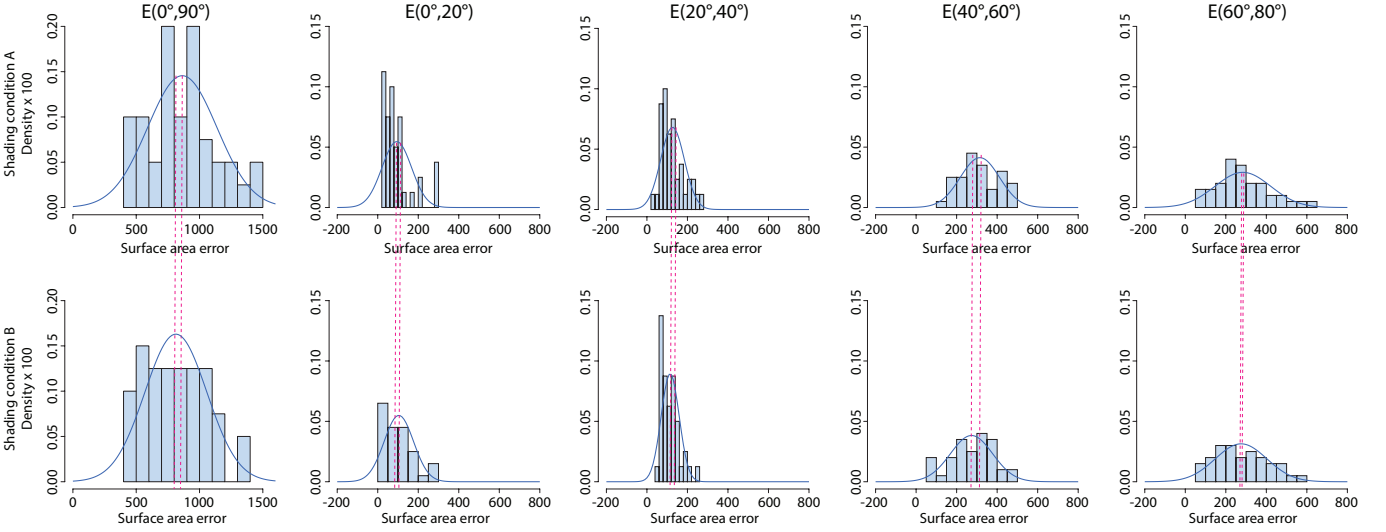 E(0°,90°)
E(0°,20°)
E(20°,40°)
E(40°,60°)
E(60°,80°)
Shading condition A
Density x 100
0.00 0.05 0.10 0.15 0.20
0 500 1000 1500
Surface area error
0.00 0.05 0.10 0.15
-200 0 200 400 600 800
Surface area error
0.00 0.05 0.10 0.15
-200 0 200 400 600 800
Surface area error
0.00 0.05 0.10 0.15
-200 0 200 400 600 800
Surface area error
0.00 0.05 0.10 0.15
-200 0 200 400 600 800
Surface area error
Shading condition B
Density x 100
0.00 0.05 0.10 0.15 0.20
0 500 1000 1500
Surface area error
0.00 0.05 0.10 0.15
-200 0 200 400 600 800
Surface area error
0.00 0.05 0.10 0.15
-200 0 200 400 600 800
Surface area error
0.00 0.05 0.10 0.15
-200 0 200 400 600 800
Surface area error
0.00 0.05 0.10 0.15
-200 0 200 400 600 800
Surface area error